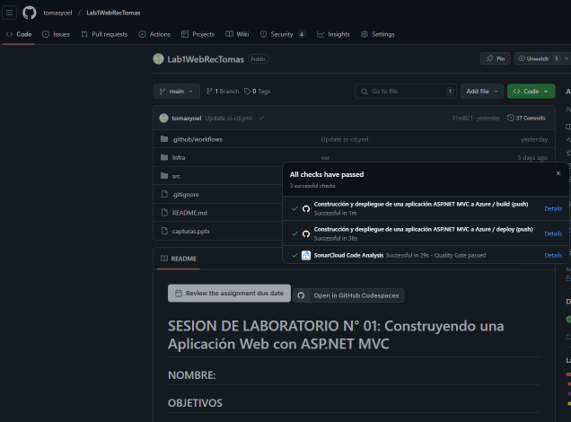 tomasyoel / Lab1WebRecTomas
Code Issues Pull requests Actions Projects Wiki Security 4 Insights Settings
Lab1WebRecTomas Public Pin Unwatch 1
main 1 Branch 0 Tags Go to file t Add file Code
tomasyoel Update ci-cd.yml yesterday 37 Commits
.github/workflows Update ci-cd.yml yesterday
Infra var 5 days ago
src
.gitignore
README.md
capturas.pptx
All checks have passed
3 successful checks
Construcción y despliegue de una aplicación ASP.NET MVC a Azure / build (push) Details
Successful in 1m
Construcción y despliegue de una aplicación ASP.NET MVC a Azure / deploy (push) Details
Successful in 36s
SonarCloud Code Analysis Successful in 29s - Quality Gate passed Details
README
Review the assignment due date Open in GitHub Codespaces
SESION DE LABORATORIO N° 01: Construyendo una
Aplicación Web con ASP.NET MVC
NOMBRE:
OBJETIVOS